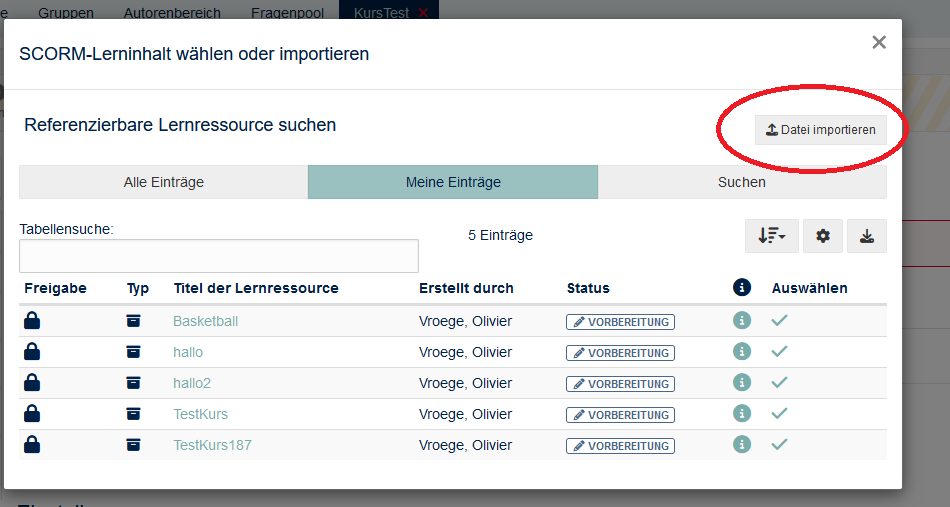 e Gruppen Autorenbereich Fragenpool KursTest
SCORM-Lerninhalt wählen oder importieren
Referenzierbare Lernressource suchen
Datei importieren
Alle Einträge Meine Einträge Suchen
Tabellensuche:
5 Einträge
Freigabe Typ Titel der Lernressource Erstellt durch Status Auswählen
Basketball Vroege, Olivier VORBEREITUNG
hallo Vroege, Olivier VORBEREITUNG
hallo2 Vroege, Olivier VORBEREITUNG
TestKurs Vroege, Olivier VORBEREITUNG
TestKurs187 Vroege, Olivier VORBEREITUNG